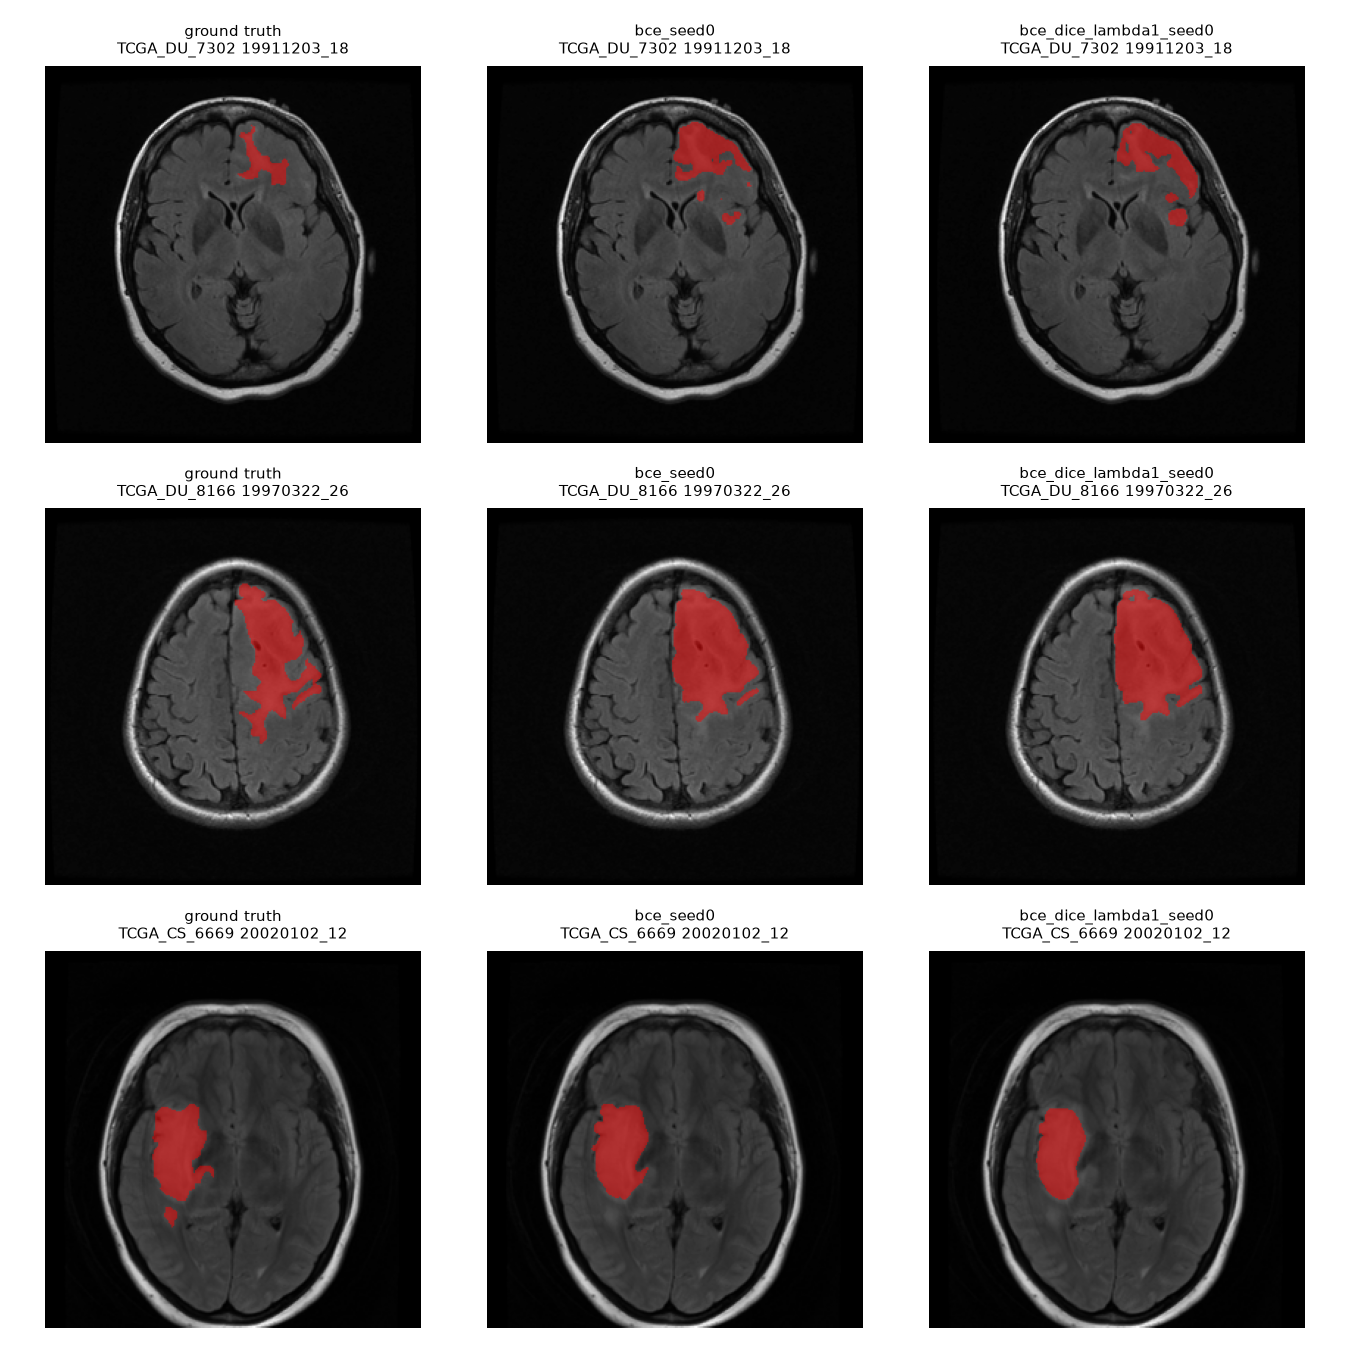 ground truth
TCGA_DU_7302 19911203_18
bce_seed0
TCGA_DU_7302 19911203_18
bce_dice_lambda1_seed0
TCGA_DU_7302 19911203_18
ground truth
TCGA_DU_8166 19970322_26
bce_seed0
TCGA_DU_8166 19970322_26
bce_dice_lambda1_seed0
TCGA_DU_8166 19970322_26
ground truth
TCGA_CS_6669 20020102_12
bce_seed0
TCGA_CS_6669 20020102_12
bce_dice_lambda1_seed0
TCGA_CS_6669 20020102_12